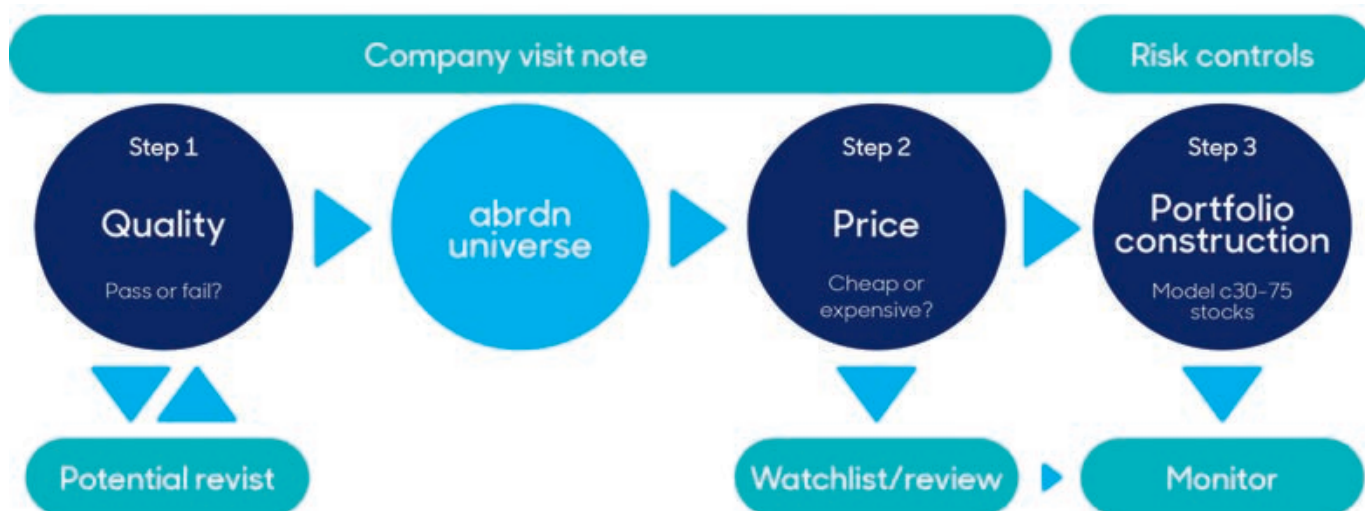 Company visit note
Risk controls
Step 1
Quality
Pass or fail?
abrdn
universe
Step 2
Price
Cheap or
expensive?
Step 3
Portfolio
construction
Model c30-75
stocks
Potential revist
Watchlist/review
Monitor